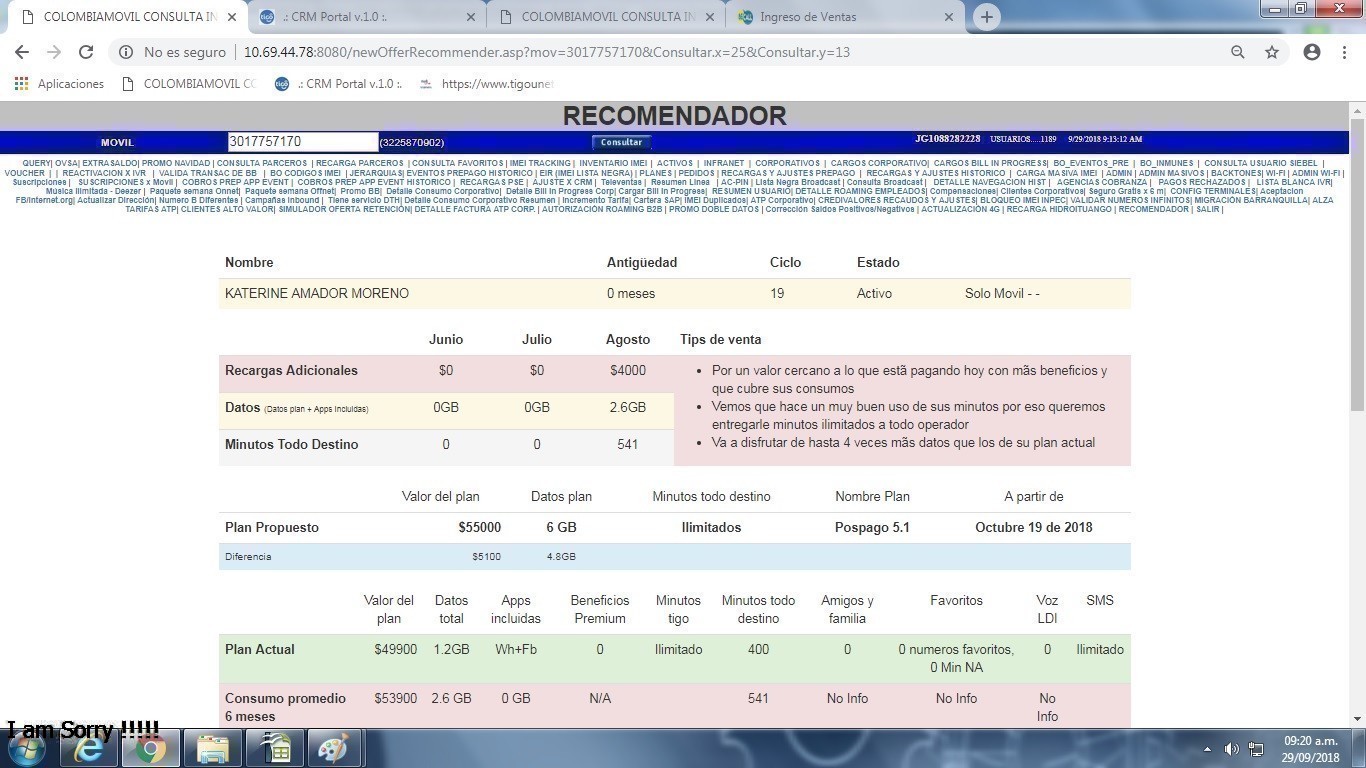 COLOMBIAMOVIL CONSULTA IN
.: CRM Portal v.1.0 :.
COLOMBIAMOVIL CONSULTA IN
Ingreso de Ventas
No es seguro | 10.69.44.78:8080/newOfferRecommender.asp?mov=3017757170&Consultar.x=25&Consultar.y=13
Aplicaciones
COLOMBIAMOVIL CO
.: CRM Portal v.1.0 :.
https://www.tigoune
RECOMENDADOR
MOVIL 3017757170 (3225870902) Consultar JG1088282228 USUARIOS.....1189 9/29/2018 9:13:12 AM
QUERY| OVSA| EXTRASALDO| PROMO NAVIDAD | CONSULTA PARCEROS | RECARGA PARCEROS | CONSULTA FAVORITOS | IMEI TRACKING | INVENTARIO IMEI | ACTIVOS | INFRANET | CORPORATIVOS | CARGOS CORPORATIVO| CARGOS BILL IN PROGRESS| BO_EVENTOS_PRE | BO_INMUNES | CONSULTA USUARIO SIEBEL |
VOUCHER | | REACTIVACION X IVR | VALIDA TRANSAC DE BB | BO CODIGOS IMEI | JERARQUIAS| EVENTOS PREPAGO HISTORICO | EIR (IMEI LISTA NEGRA) | PLANES | PEDIDOS | RECARGAS Y AJUSTES PREPAGO | RECARGAS Y AJUSTES HISTORICO | CARGA MASIVA IMEI | ADMIN | ADMIN MASIVOS | BACKTONES| WI-FI | ADMIN WI-FI |
Suscripciones | SUSCRIPCIONES x Movil | COBROS PREP APP EVENT | COBROS PREP APP EVENT HISTORICO | RECARGAS PSE | AJUSTE X CRM | Televentas | Resumen Linea | AC-PIN | Lista Negra Broadcast | Consulta Broadcast | DETALLE NAVEGACION HIST | AGENCIAS COBRANZA | PAGOS RECHAZADOS | LISTA BLANCA IVR|
Música Ilimitada - Deezer | Paquete semana Onnet| Paquete semana Offnet| Promo BB| Detalle Consumo Corporativo| Detalle Bill In Progress Corp| Cargar Bill In Progress| RESUMEN USUARIO| DETALLE ROAMING EMPLEADOS| Compensaciones| Clientes Corporativos| Seguro Gratis x 6 m| CONFIG TERMINALES| Aceptacion
FB/Internet.org| Actualizar Dirección| Numero B Diferentes | Campañas Inbound | Tiene servicio DTH| Detalle Consumo Corporativo Resumen | Incremento Tarifa| Cartera SAP| IMEI Duplicados| ATP Corporativo| CREDIVALORES RECAUDOS Y AJUSTES| BLOQUEO IMEI INPEC| VALIDAR NUMEROS INFINITOS| MIGRACIÓN BARRANQUILLA| ALZA
TARIFAS ATP| CLIENTES ALTO VALOR| SIMULADOR OFERTA RETENCIÓN| DETALLE FACTURA ATP CORP. | AUTORIZACIÓN ROAMING B2B | PROMO DOBLE DATOS | Corrección Saldos Positivos/Negativos | ACTUALIZACIÓN 4G | RECARGA HIDROITUANGO | RECOMENDADOR | SALIR |
Nombre Antigüedad Ciclo Estado
KATERINE AMADOR MORENO 0 meses 19 Activo Solo Movil - -
Junio Julio Agosto Tips de venta
Recargas Adicionales $0 $0 $4000
Datos (Datos plan + Apps incluidas) 0GB 0GB 2.6GB
Minutos Todo Destino 0 0 541
• Por un valor cercano a lo que estã pagando hoy con mãs beneficios y
que cubre sus consumos
• Vemos que hace un muy buen uso de sus minutos por eso queremos
entregarle minutos ilimitados a todo operador
• Va a disfrutar de hasta 4 veces mãs datos que los de su plan actual
Valor del plan Datos plan Minutos todo destino Nombre Plan A partir de
Plan Propuesto $55000 6 GB Ilimitados Pospago 5.1 Octubre 19 de 2018
Diferencia $5100 4.8GB
Valor del plan Datos total Apps incluidas Beneficios Premium Minutos tigo Minutos todo destino Amigos y familia Favoritos Voz LDI SMS
Plan Actual $49900 1.2GB Wh+Fb 0 Ilimitado 400 0 0 numeros favoritos, 0 Min NA 0 Ilimitado
Consumo promedio 6 meses $53900 2.6 GB 0 GB N/A 541 No Info No Info No Info
I am Sorry !!!!!
09:20 a.m.
29/09/2018